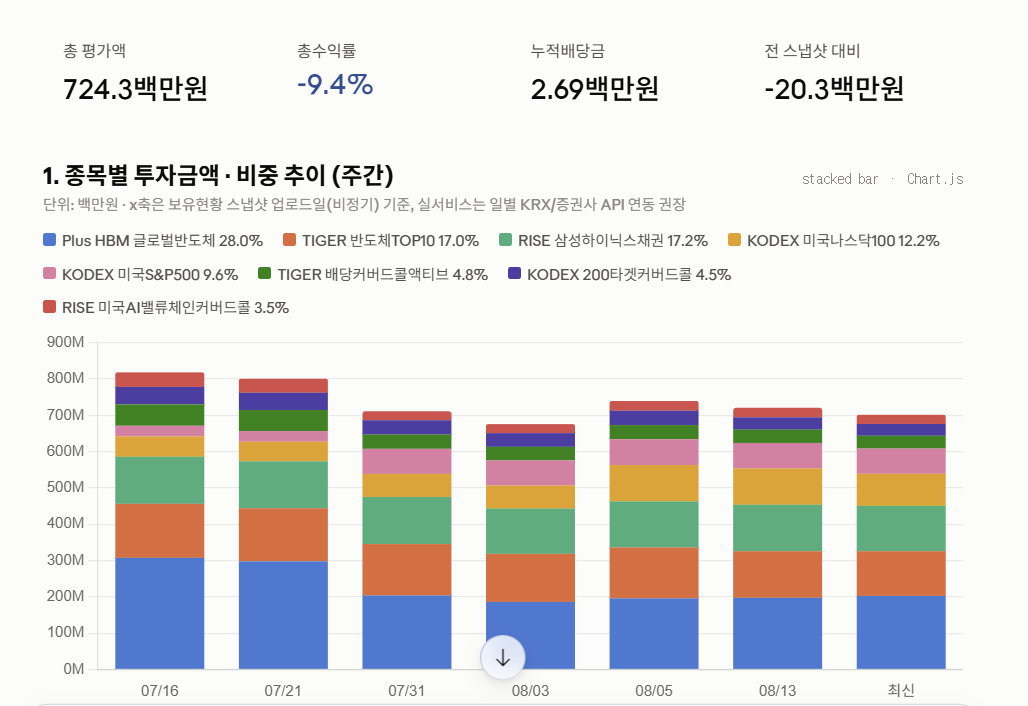 총 평가액 총수익률 누적배당금 전 스냅샷 대비
724.3백만원 -9.4% 2.69백만원 -20.3백만원
1. 종목별 투자금액 · 비중 추이 (주간) stacked bar · Chart.js
단위: 백만원 · x축은 보유현황 스냅샷 업로드일(비정기) 기준, 실서비스는 일별 KRX/증권사 API 연동 권장
Plus HBM 글로벌반도체 28.0% TIGER 반도체TOP10 17.0% RISE 삼성하이닉스채권 17.2% KODEX 미국나스닥100 12.2%
KODEX 미국S&P500 9.6% TIGER 배당커버드콜액티브 4.8% KODEX 200타겟커버드콜 4.5%
RISE 미국AI밸류체인커버드콜 3.5%
900M
800M
700M
600M
500M
400M
300M
200M
100M
0M
07/16 07/21 07/31 08/03 08/05 08/13 최신